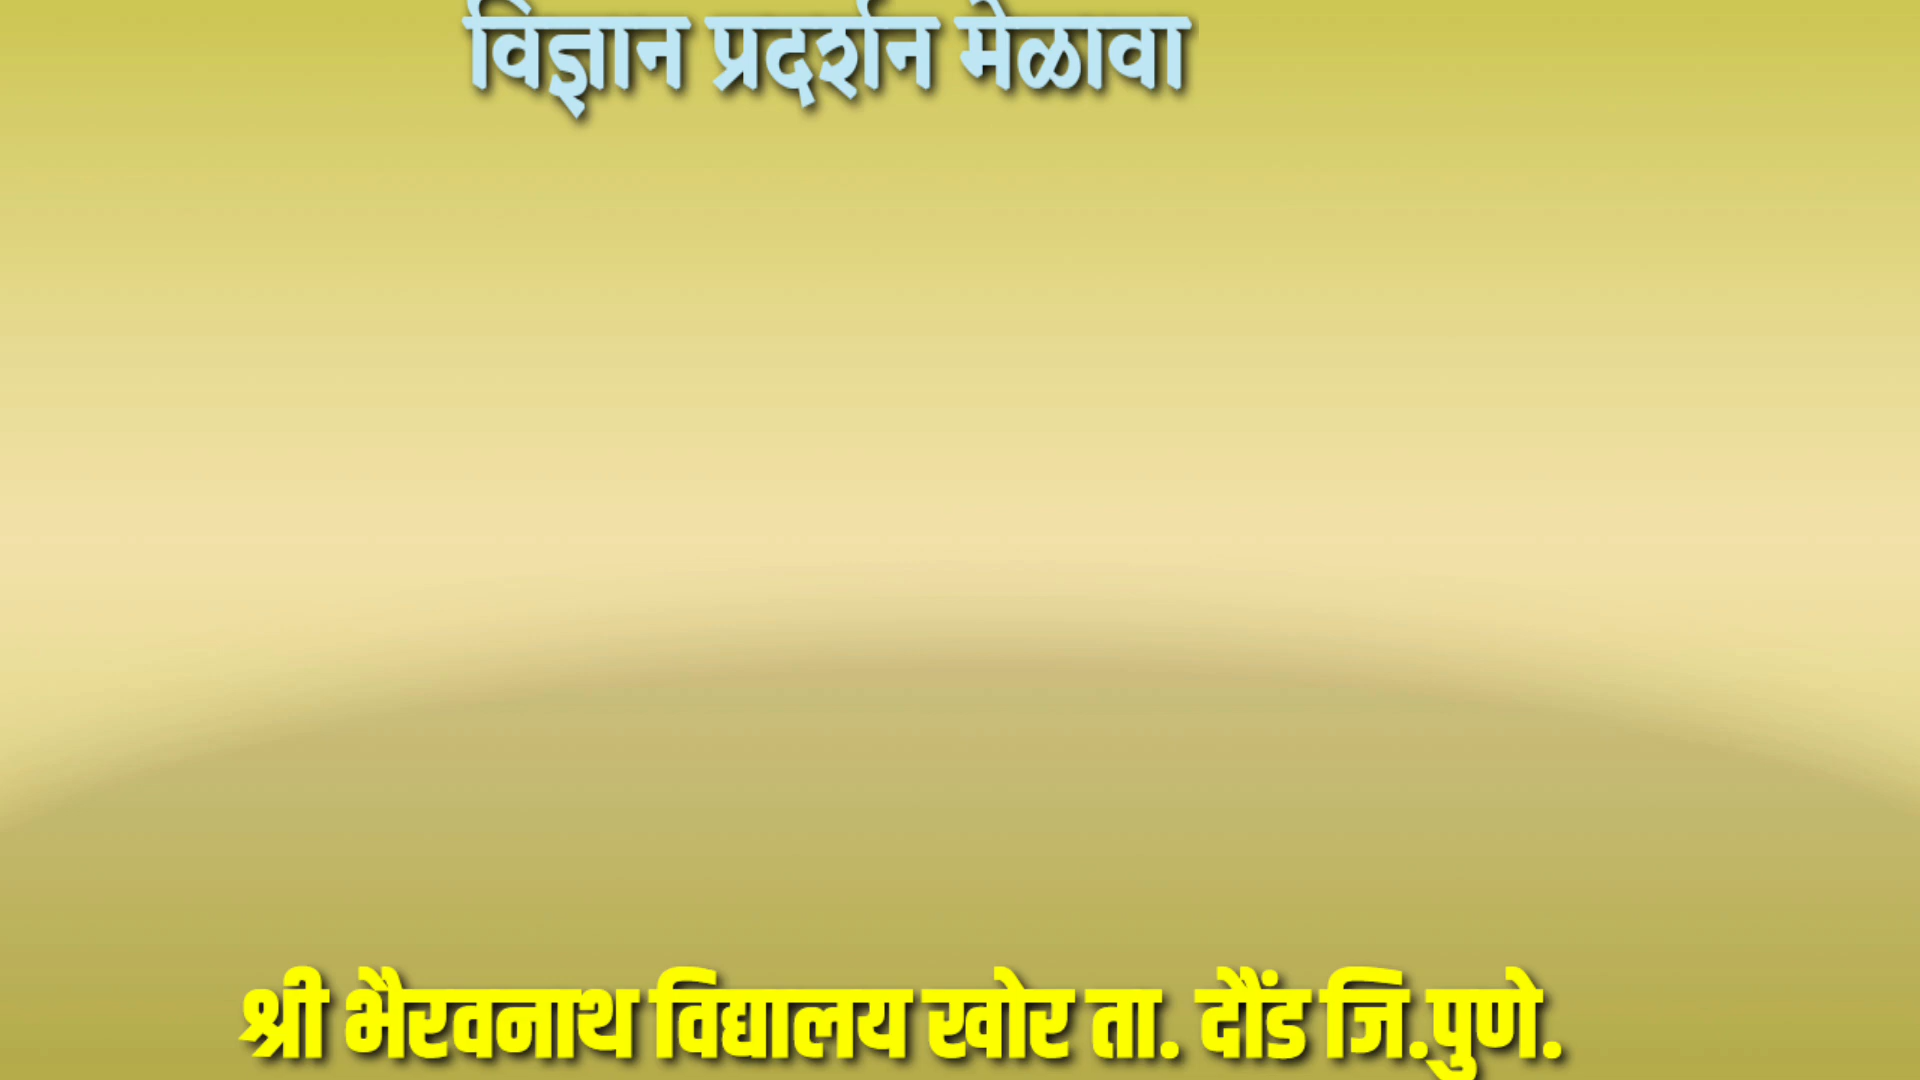 विज्ञान प्रदर्शन मेळावा
श्री भैरवनाथ विद्यालय खोर ता. दौंड जि.पुणे.